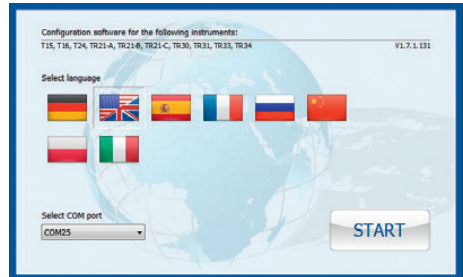 Configuration software for the following instruments:
T15, T16, T24, TR21-A, TR21-B, TR21-C, TR30, TR31, TR33, TR34 V1.7.1.131
Select language
Select COM port
COM25
START